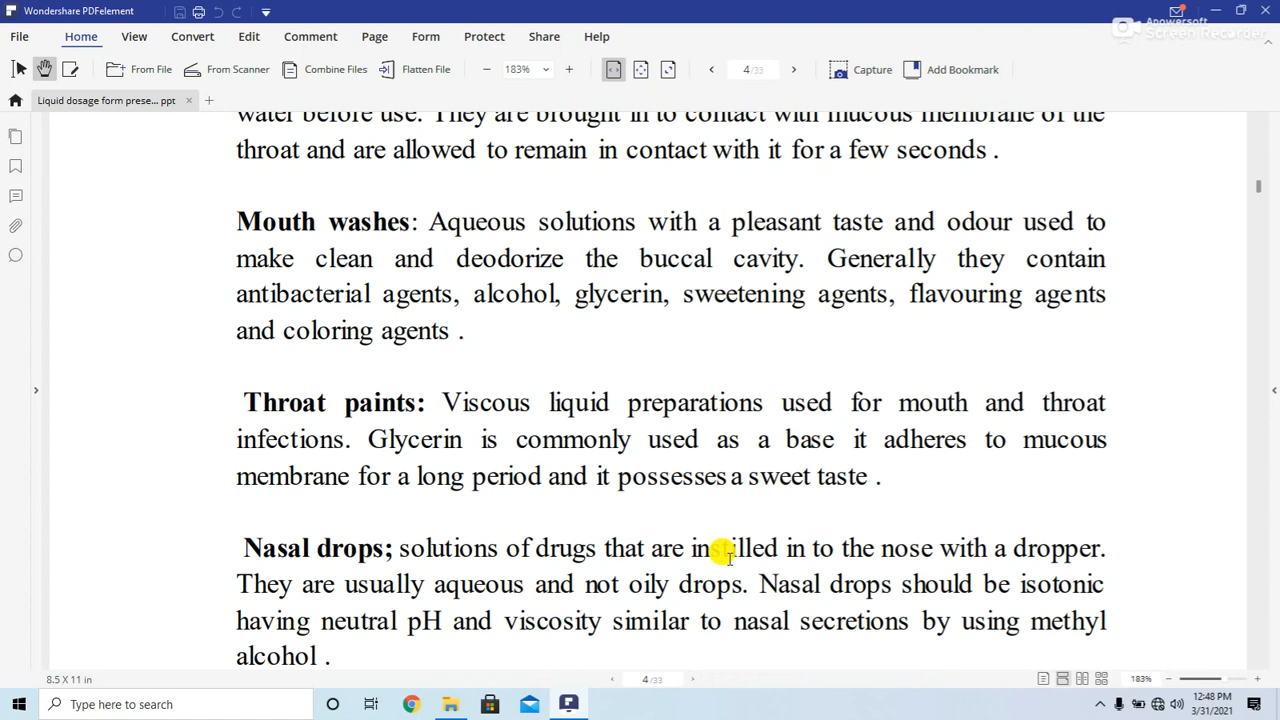 Wondershare PDFelement
Apowersoft
Screen Recorder
File Home View Convert Edit Comment Page Form Protect Share Help
From File From Scanner Combine Files Flatten File 183% 4 /33 Capture Add Bookmark
Liquid dosage form prese... ppt
water before use. They are brought in to contact with mucous membrane of the
throat and are allowed to remain in contact with it for a few seconds .
Mouth washes: Aqueous solutions with a pleasant taste and odour used to
make clean and deodorize the buccal cavity. Generally they contain
antibacterial agents, alcohol, glycerin, sweetening agents, flavouring agents
and coloring agents .
Throat paints: Viscous liquid preparations used for mouth and throat
infections. Glycerin is commonly used as a base it adheres to mucous
membrane for a long period and it possesses a sweet taste .
Nasal drops; solutions of drugs that are instilled in to the nose with a dropper.
They are usually aqueous and not oily drops. Nasal drops should be isotonic
having neutral pH and viscosity similar to nasal secretions by using methyl
alcohol .
8.5 X 11 in 4 /33 183%
Type here to search
12:48 PM
3/31/2021